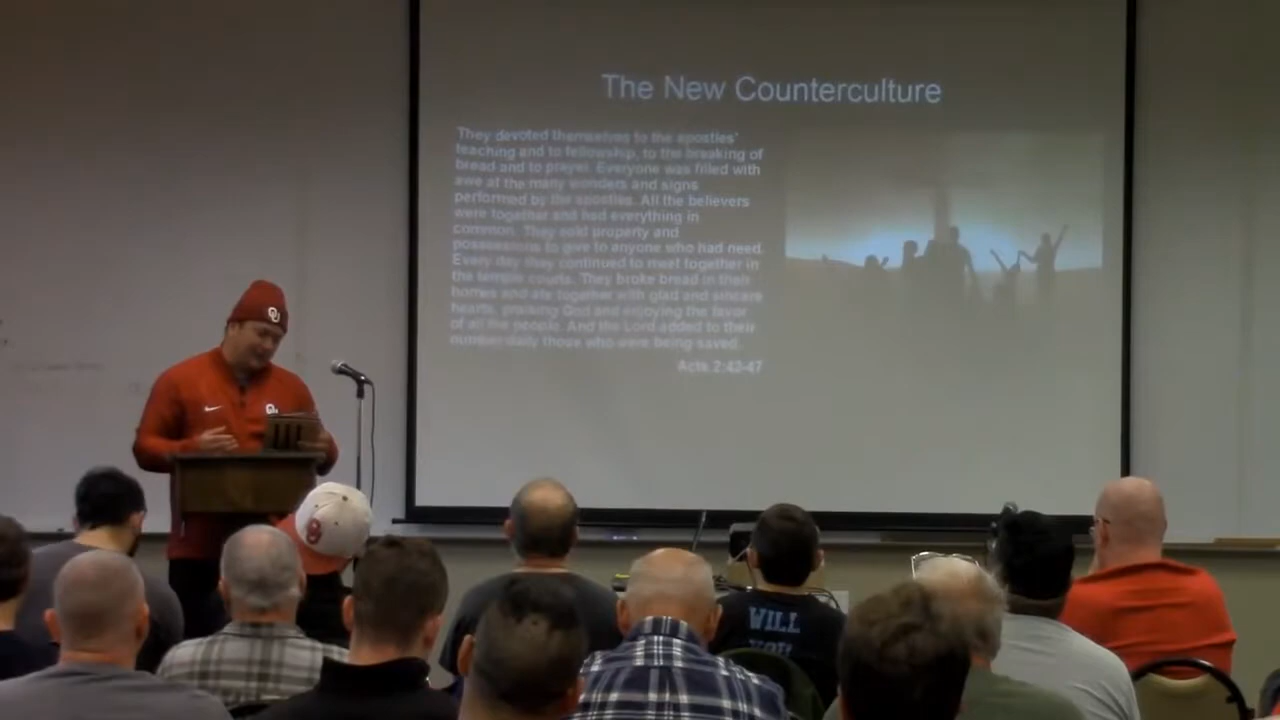 The New Counterculture
They devoted themselves to the apostles'
teaching and to fellowship, to the breaking of
bread and to prayer. Everyone was filled with
awe at the many wonders and signs
performed by the apostles. All the believers
were together and had everything in
common. They sold property and
possessions to give to anyone who had need.
Every day they continued to meet together in
the temple courts. They broke bread in their
homes and ate together with glad and sincere
hearts, praising God and enjoying the favor
of all the people. And the Lord added to their
number daily those who were being saved.
Acts 2:42-47
OU
OU
B
WILL
YOU